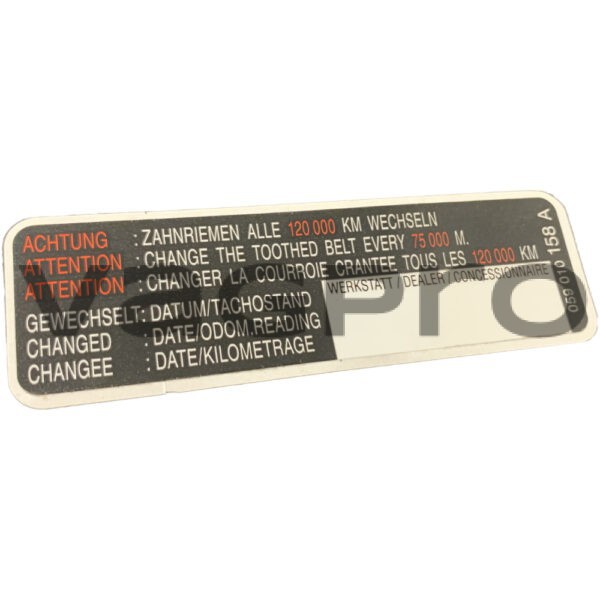 ACHTUNG : ZAHNRIEMEN ALLE 120 000 KM WECHSELN
ATTENTION : CHANGE THE TOOTHED BELT EVERY 75 000 M.
ATTENTION : CHANGER LA COURROIE CRANTEE TOUS LES 120 000 KM
WERKSTATT / DEALER / CONCESSIONNAIRE
GEWECHSELT : DATUM/TACHOSTAND
CHANGED : DATE/ODOM.READING
CHANGEE : DATE/KILOMETRAGE
059 010 158 A
vagPro